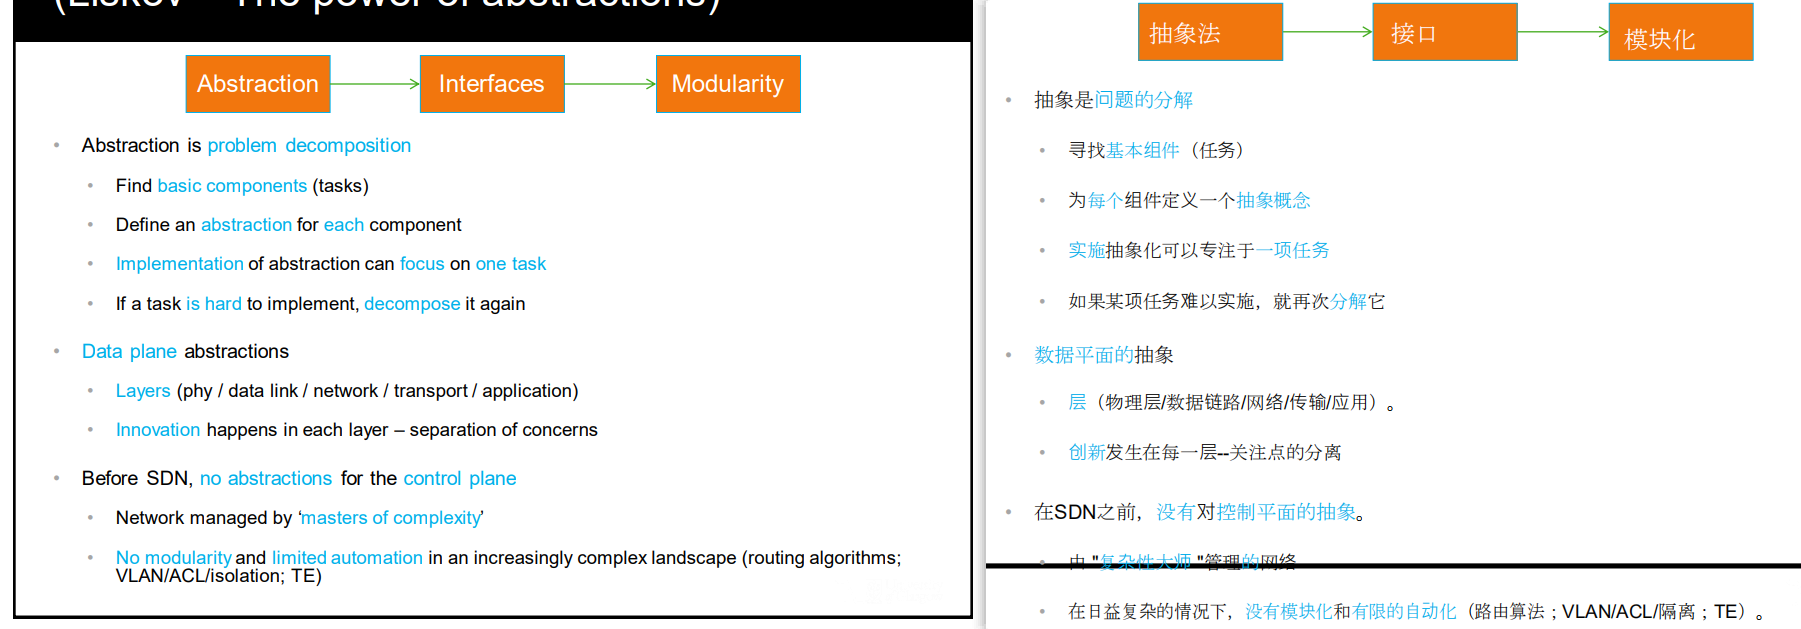 (Liskov – The power of abstractions)
Abstraction
Interfaces
Modularity
• Abstraction is problem decomposition
• Find basic components (tasks)
• Define an abstraction for each component
• Implementation of abstraction can focus on one task
• If a task is hard to implement, decompose it again
• Data plane abstractions
• Layers (phy / data link / network / transport / application)
• Innovation happens in each layer – separation of concerns
• Before SDN, no abstractions for the control plane
• Network managed by ‘masters of complexity’
• No modularity and limited automation in an increasingly complex landscape (routing algorithms;
VLAN/ACL/isolation; TE)
抽象法
接口
模块化
• 抽象是问题的分解
• 寻找基本组件（任务）
• 为每个组件定义一个抽象概念
• 实施抽象化可以专注于一项任务
• 如果某项任务难以实施，就再次分解它
• 数据平面的抽象
• 层（物理层/数据链路/网络/传输/应用）。
• 创新发生在每一层--关注点的分离
• 在SDN之前，没有对控制平面的抽象。
• 由 "复杂性大师 "管理的网络
• 在日益复杂的情况下，没有模块化和有限的自动化（路由算法；VLAN/ACL/隔离；TE）。